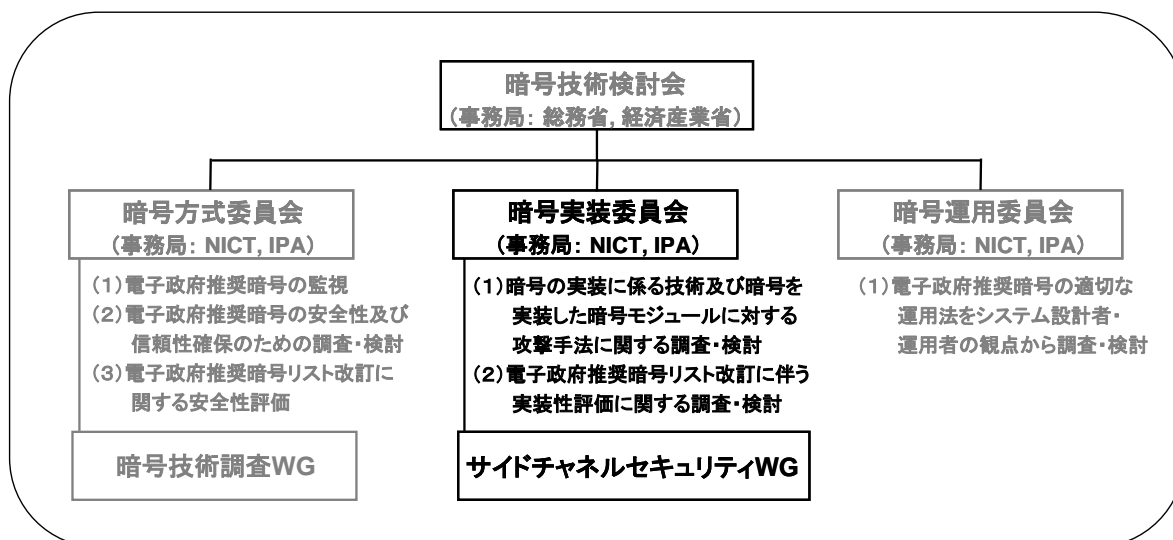 暗号技術検討会
(事務局: 総務省, 経済産業省)
暗号方式委員会
(事務局: NICT, IPA)
(1)電子政府推奨暗号の監視
(2)電子政府推奨暗号の安全性及び
信頼性確保のための調査・検討
(3)電子政府推奨暗号リスト改訂に
関する安全性評価
暗号技術調査WG
暗号実装委員会
(事務局: NICT, IPA)
(1)暗号の実装に係る技術及び暗号を
実装した暗号モジュールに対する
攻撃手法に関する調査・検討
(2)電子政府推奨暗号リスト改訂に伴う
実装性評価に関する調査・検討
サイドチャネルセキュリティWG
暗号運用委員会
(事務局: NICT, IPA)
(1)電子政府推奨暗号の適切な
運用法をシステム設計者・
運用者の観点から調査・検討